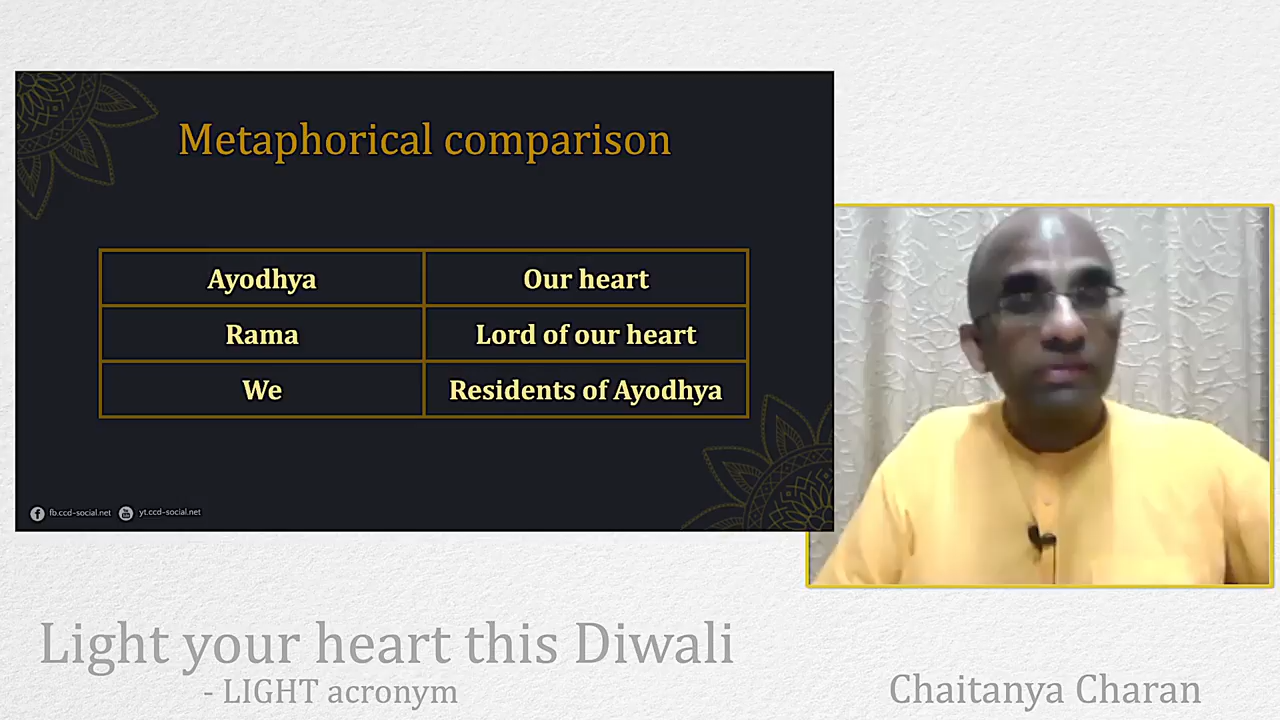 Metaphorical comparison
Ayodhya Our heart
Rama Lord of our heart
We Residents of Ayodhya
fb.ccd-social.net yt.ccd-social.net
Light your heart this Diwali
- LIGHT acronym
Chaitanya Charan